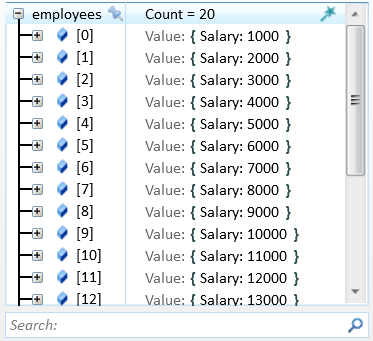 employees Count = 20
[0] Value: { Salary: 1000 }
[1] Value: { Salary: 2000 }
[2] Value: { Salary: 3000 }
[3] Value: { Salary: 4000 }
[4] Value: { Salary: 5000 }
[5] Value: { Salary: 6000 }
[6] Value: { Salary: 7000 }
[7] Value: { Salary: 8000 }
[8] Value: { Salary: 9000 }
[9] Value: { Salary: 10000 }
[10] Value: { Salary: 11000 }
[11] Value: { Salary: 12000 }
[12] Value: { Salary: 13000 }
Search: